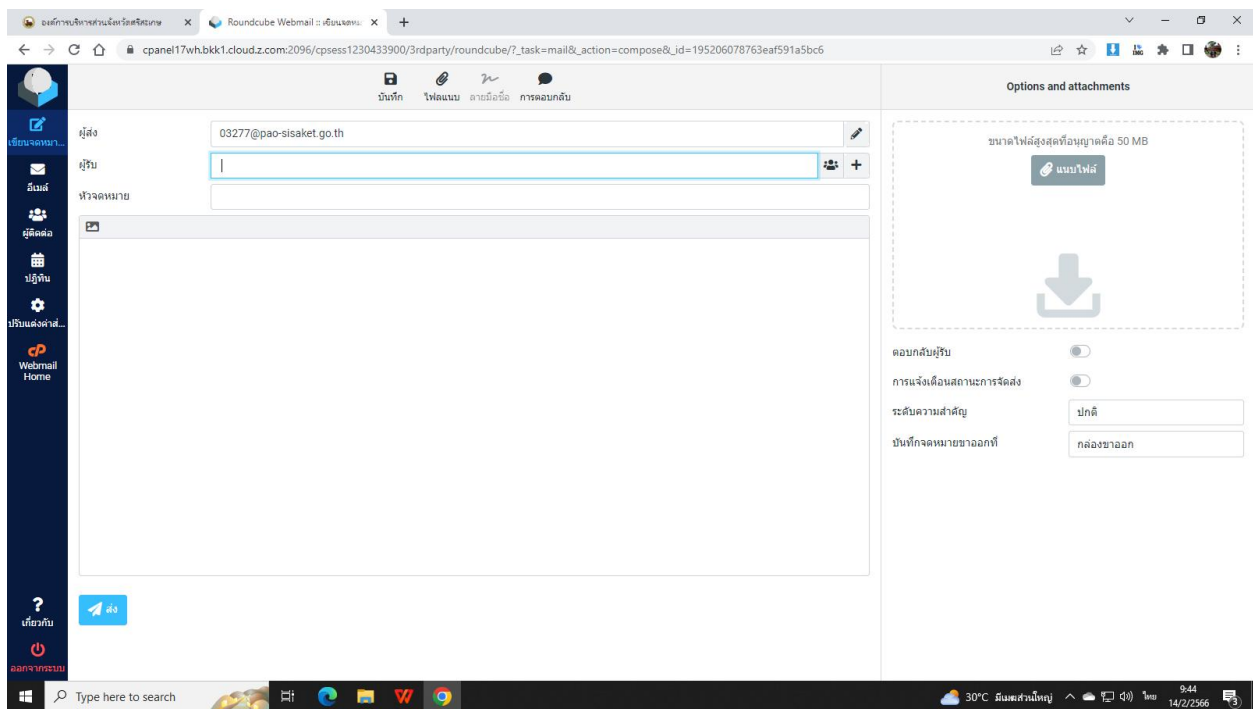 องค์การบริหารส่วนจังหวัดศรีสะเกษ
Roundcube Webmail :: เขียนจดหมา
cpanel17wh.bkk1.cloud.z.com:2096/cpsess1230433900/3rdparty/roundcube/?_task=mail&_action=compose&_id=195206078763eaf591a5bc6
บันทึก ไฟลแนบ ลายมือชื่อ การตอบกลับ
Options and attachments
เขียนจดหมา...
อีเมล์
ผู้ติดต่อ
ปฏิทิน
ปรับแต่งค่าส่...
cP
Webmail
Home
เกี่ยวกับ
ออกจากระบบ
ผู้ส่ง 03277@pao-sisaket.go.th
ผู้รับ
หัวจดหมาย
ส่ง
ขนาดไฟล์สูงสุดที่อนุญาตคือ 50 MB
แนบไฟล์
ตอบกลับผู้รับ
การแจ้งเตือนสถานะการจัดส่ง
ระดับความสำคัญ ปกติ
บันทึกจดหมายขาออกที่ กล่องขาออก
Type here to search
30°C มีเมฆส่วนใหญ่ ไทย 9:44
14/2/2566